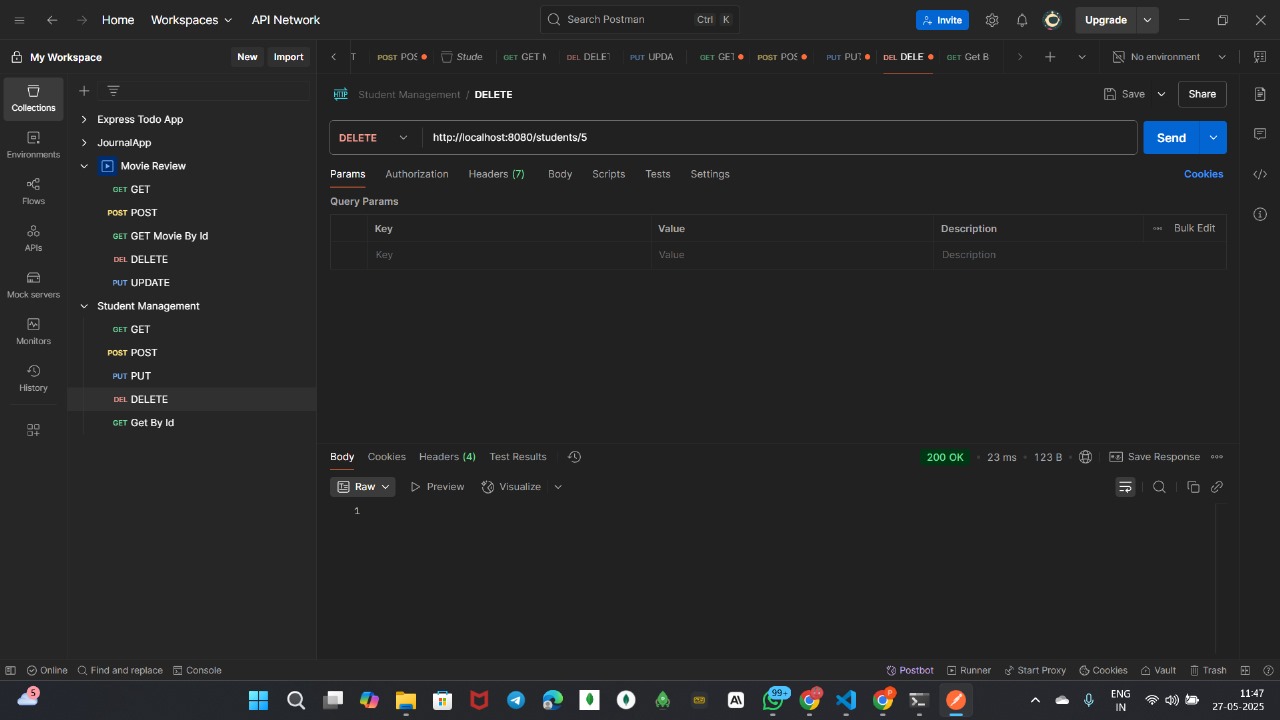 Home Workspaces API Network Search Postman Ctrl K Invite Upgrade
My Workspace New Import
T POST POS Stude GET GET M DEL DELET PUT UPDA GET GET POST POS PUT PUT DEL DELE GET Get B No environment
Collections
Environments
Flows
APIs
Mock servers
Monitors
History
Express Todo App
JournalApp
Movie Review
GET GET
POST POST
GET GET Movie By Id
DEL DELETE
PUT UPDATE
Student Management
GET GET
POST POST
PUT PUT
DEL DELETE
GET Get By Id
HTTP Student Management / DELETE Save Share
DELETE http://localhost:8080/students/5 Send
Params Authorization Headers (7) Body Scripts Tests Settings Cookies
Query Params
Key Value Description Bulk Edit
Key Value Description
Body Cookies Headers (4) Test Results 200 OK 23 ms 123 B Save Response
Raw Preview Visualize
1
Online Find and replace Console Postbot Runner Start Proxy Cookies Vault Trash
5 99+ P ENG 11:47
IN 27-05-2025